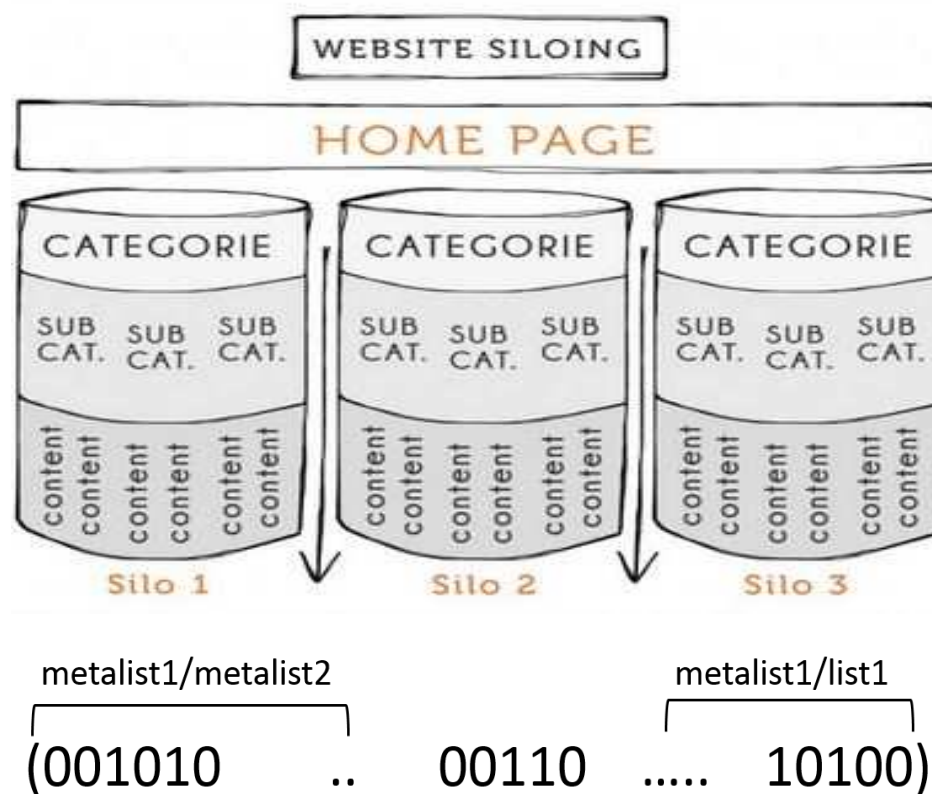 WEBSITE SILOING
HOME PAGE
CATEGORIE CATEGORIE CATEGORIE
SUB CAT. SUB CAT. SUB CAT. SUB CAT. SUB CAT. SUB CAT. SUB CAT. SUB CAT. SUB CAT.
content content content content content content content content content content content content content content content content content content
Silo 1 Silo 2 Silo 3
metalist1/metalist2 metalist1/list1
(001010 .. 00110 ..... 10100)